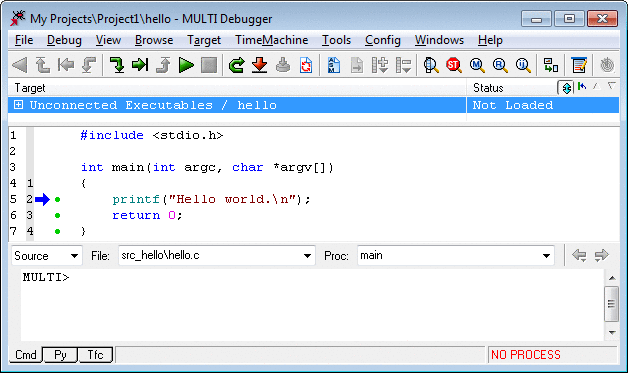 My Projects\Project1\hello - MULTI Debugger
File Debug View Browse Target TimeMachine Tools Config Windows Help
Target Status
Unconnected Executables / hello Not Loaded
1 #include <stdio.h>
2
3 int main(int argc, char *argv[])
4 1 {
5 2 printf("Hello world.\n");
6 3 return 0;
7 4 }
Source File: src_hello\hello.c Proc: main
MULTI>
Cmd Py Tfc NO PROCESS